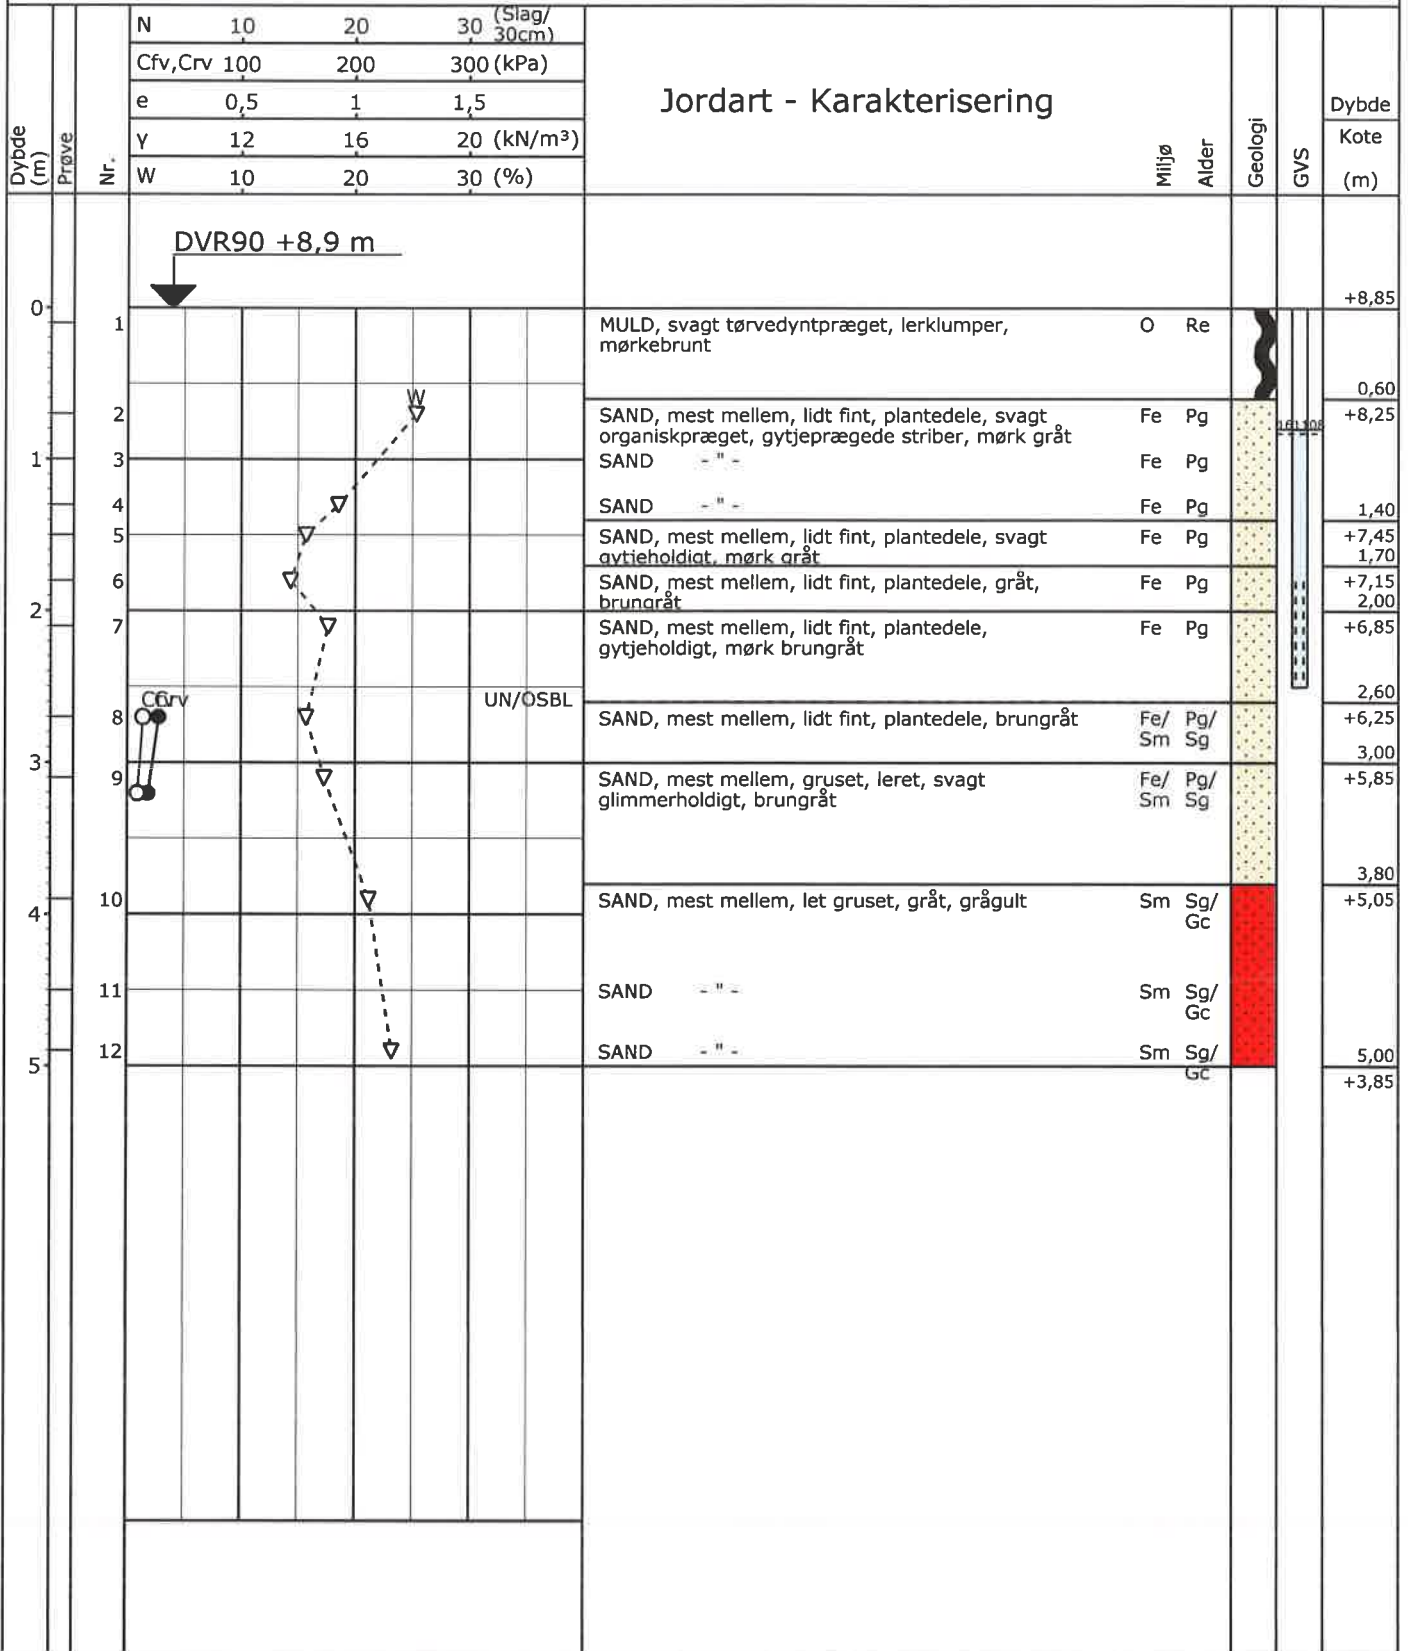 N 10 20 30 (Slag/
30cm)
Cfv,Crv 100 200 300 (kPa)
e 0,5 1 1,5
γ 12 16 20 (kN/m³)
W 10 20 30 (%)
Dybde
(m)
Prøve
Nr.
Jordart - Karakterisering
Miljø
Alder
Geologi
GVS
Dybde
Kote
(m)
DVR90 +8,9 m
0
+8,85
1 MULD, svagt tørvedyntpræget, lerklumper, O Re
mørkebrunt
0,60
W
2 SAND, mest mellem, lidt fint, plantedele, svagt Fe Pg +8,25
organiskpræget, gytjeprægede striber, mørk gråt
1 3 SAND - " - Fe Pg
4 SAND - " - Fe Pg 1,40
5 SAND, mest mellem, lidt fint, plantedele, svagt Fe Pg +7,45
gytjeholdigt, mørk gråt 1,70
6 SAND, mest mellem, lidt fint, plantedele, gråt, Fe Pg +7,15
brungråt 2,00
2
7 SAND, mest mellem, lidt fint, plantedele, Fe Pg +6,85
gytjeholdigt, mørk brungråt
UN/OSBL 2,60
8 SAND, mest mellem, lidt fint, plantedele, brungråt Fe/ Pg/ +6,25
Sm Sg
3 3,00
9 SAND, mest mellem, gruset, leret, svagt Fe/ Pg/ +5,85
glimmerholdigt, brungråt Sm Sg
3,80
10 SAND, mest mellem, let gruset, gråt, grågult Sm Sg/ +5,05
Gc
4
11 SAND - " - Sm Sg/
Gc
12 SAND - " - Sm Sg/ 5,00
Gc
5
+3,85